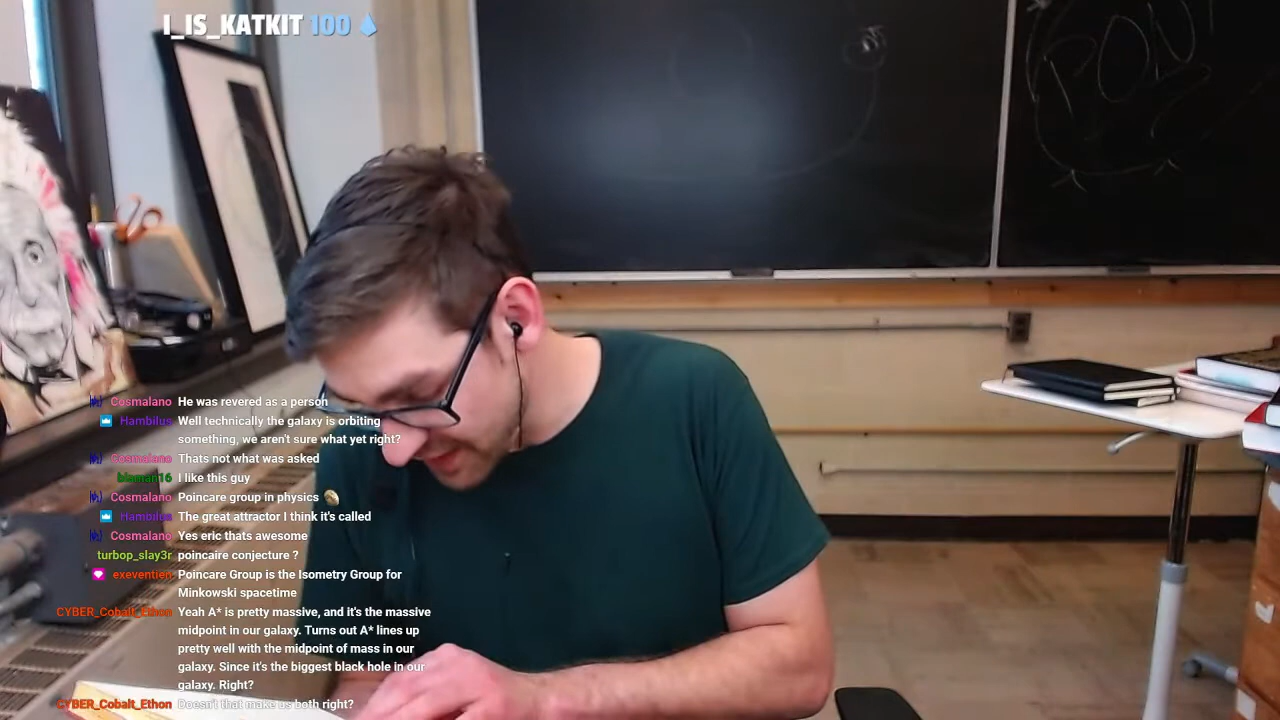 I_IS_KATKIT 100
Cosmalano He was revered as a person
Hambilus Well technically the galaxy is orbiting
something, we aren't sure what yet right?
Cosmalano Thats not what was asked
I like this guy
Cosmalano Poincare group in physics
Hambilus The great attractor I think it's called
Cosmalano Yes eric thats awesome
turbop_slay3r poincaire conjecture ?
exeventien Poincare Group is the Isometry Group for
Minkowski spacetime
CYBER_Cobalt_Ethon Yeah A* is pretty massive, and it's the massive
midpoint in our galaxy. Turns out A* lines up
pretty well with the midpoint of mass in our
galaxy. Since it's the biggest black hole in our
galaxy. Right?
CYBER_Cobalt_Ethon Doesn't that make us both right?